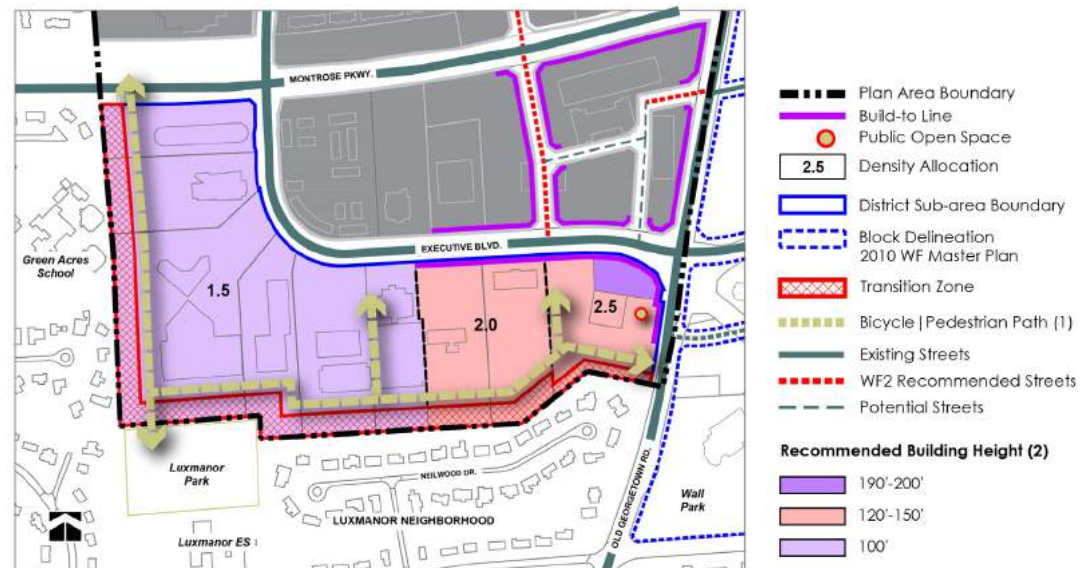 MONTROSE PKWY.
Green Acres
School
EXECUTIVE BLVD.
1.5
2.0
2.5
Luxmanor
Park
NEILWOOD DR.
LUXMANOR NEIGHBORHOOD
Luxmanor ES
OLD GEORGETOWN RD.
Wall
Park
Plan Area Boundary
Build-to Line
Public Open Space
2.5 Density Allocation
District Sub-area Boundary
Block Delineation
2010 WF Master Plan
Transition Zone
Bicycle|Pedestrian Path (1)
Existing Streets
WF2 Recommended Streets
Potential Streets
Recommended Building Height (2)
190'-200'
120'-150'
100'